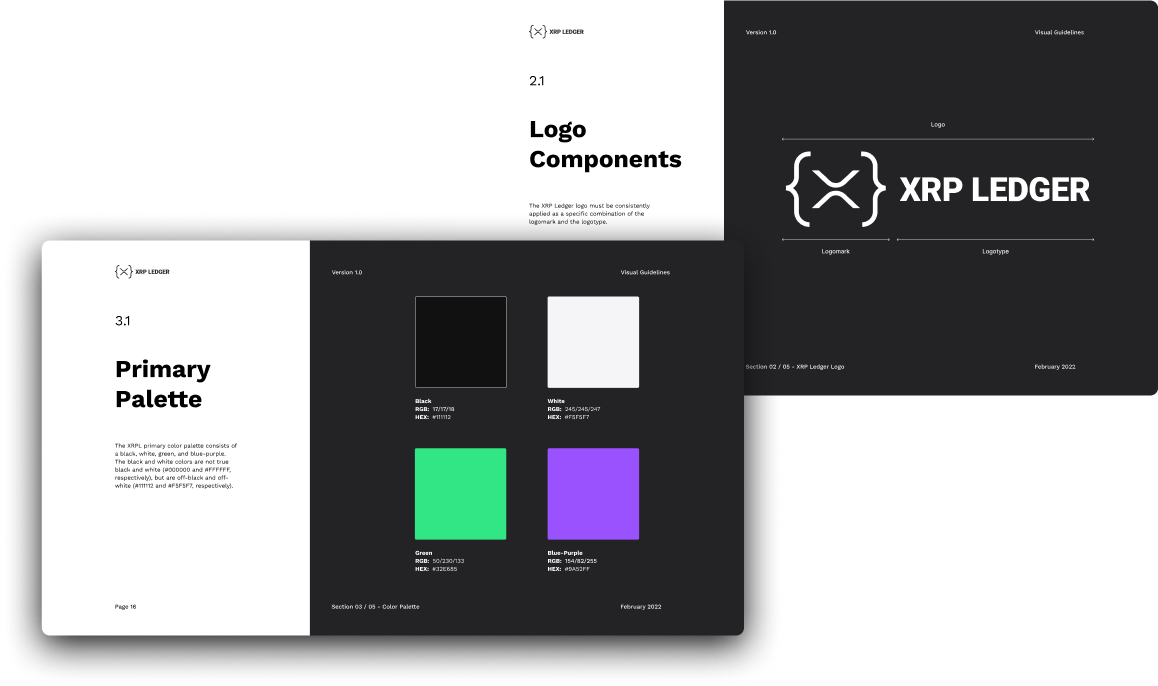 XRP LEDGER
2.1
Logo
Components
The XRP Ledger logo must be consistently
applied as a specific combination of the
logomark and the logotype.
Version 1.0
Visual Guidelines
Logo
XRP LEDGER
Logomark
Logotype
Section 02 / 05 - XRP Ledger Logo
February 2022
XRP LEDGER
3.1
Primary
Palette
The XRPL primary color palette consists of
a black, white, green, and blue-purple.
The black and white colors are not true
black and white (#000000 and #FFFFFF,
respectively), but are off-black and off-
white (#111112 and #F5F5F7, respectively).
Page 16
Version 1.0
Visual Guidelines
Black
RGB: 17/17/18
HEX: #111112
White
RGB: 245/245/247
HEX: #F5F5F7
Green
RGB: 50/230/133
HEX: #32E685
Blue-Purple
RGB: 154/82/255
HEX: #9A52FF
Section 03 / 05 - Color Palette
February 2022